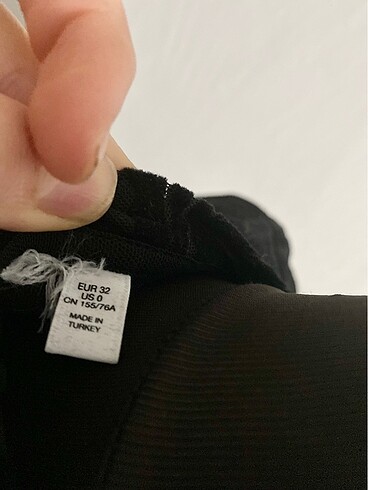 EUR 32
US 0
CN 155/76A
MADE IN
TURKEY